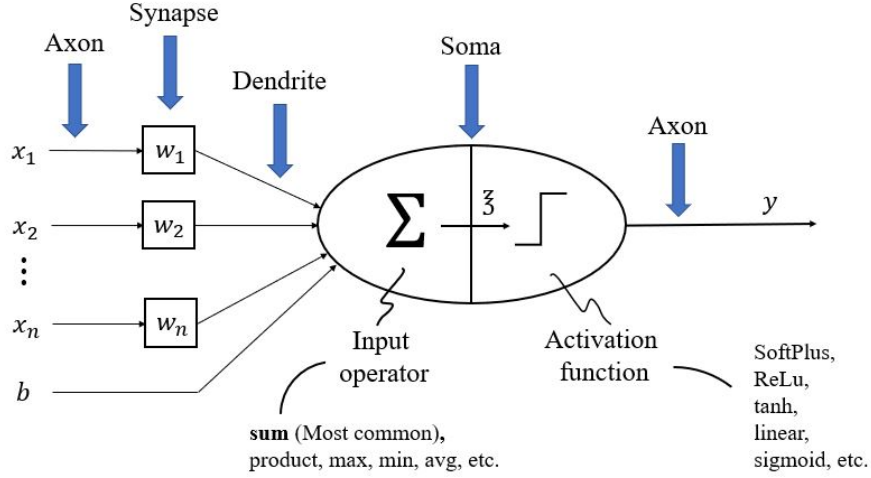 Synapse
Axon
Soma
Dendrite
Axon
x₁
w₁
x₂
w₂
⋮
xₙ
wₙ
b
Σ
ʓ
y
Input
operator
Activation
function
sum (Most common),
product, max, min, avg, etc.
SoftPlus,
ReLu,
tanh,
linear,
sigmoid, etc.